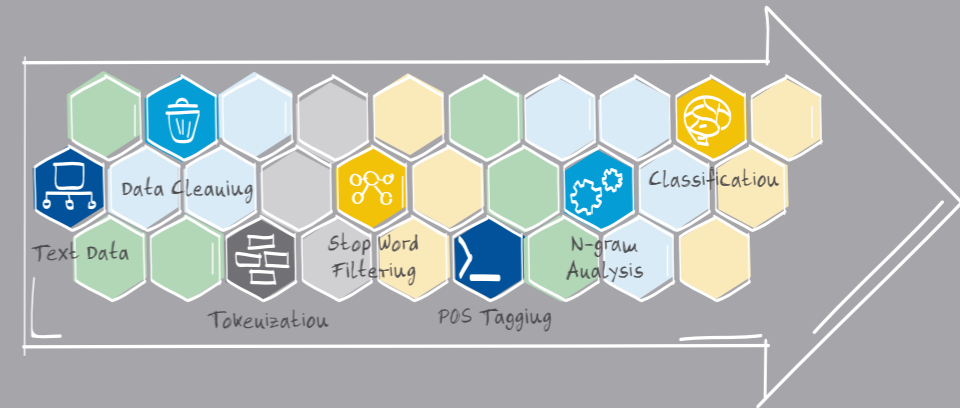 Text Data
Data Cleaning
Tokenization
Stop Word
Filtering
POS Tagging
N-gram
Analysis
Classification